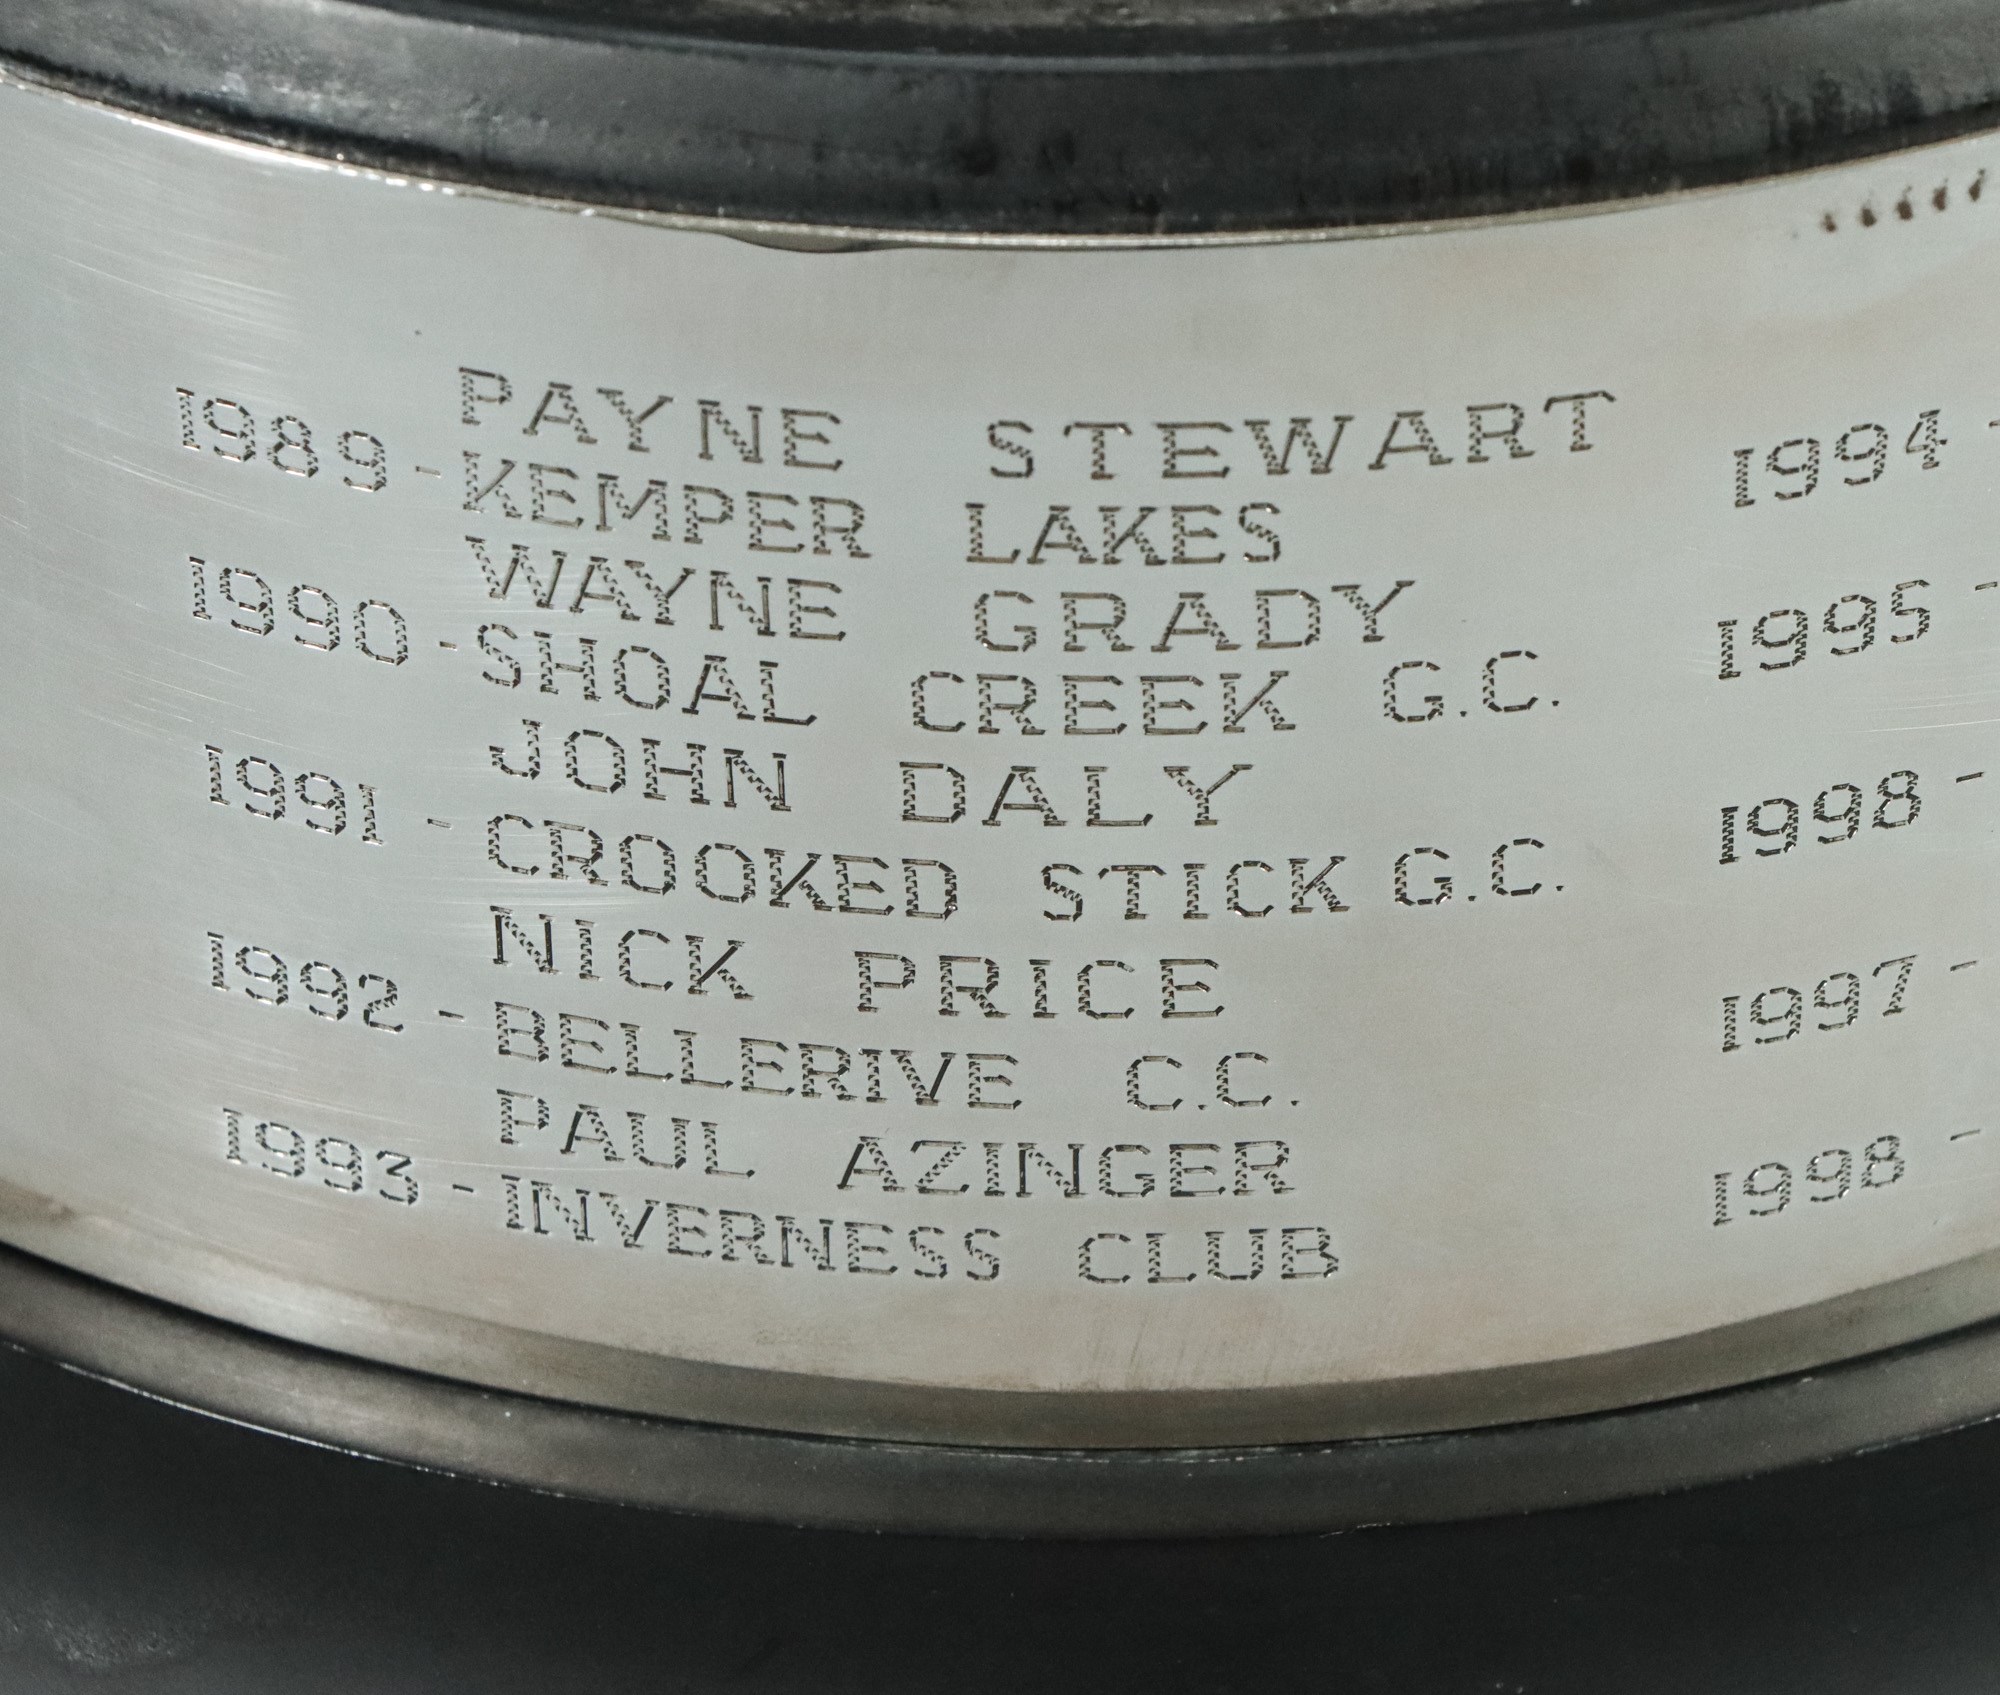 1989 - PAYNE STEWART
KEMPER LAKES
1990 - WAYNE GRADY
SHOAL CREEK G.C.
1991 - JOHN DALY
CROOKED STICK G.C.
1992 - NICK PRICE
BELLERIVE C.C.
1993 - PAUL AZINGER
INVERNESS CLUB
1994 -
1995 -
1998 -
1997 -
1998 -